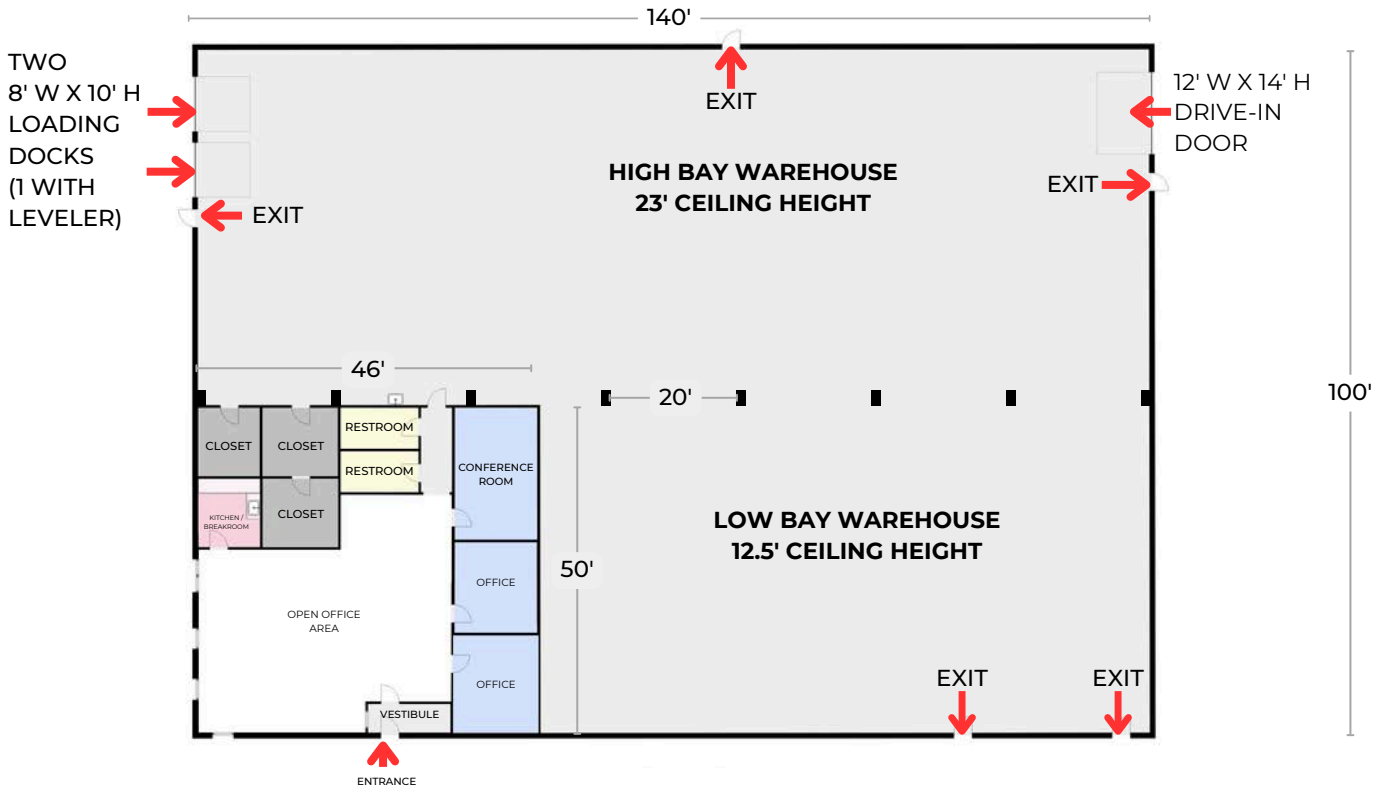 140'
TWO
8' W X 10' H
LOADING
DOCKS
(1 WITH
LEVELER)
EXIT
12' W X 14' H
DRIVE-IN
DOOR
HIGH BAY WAREHOUSE
23' CEILING HEIGHT
EXIT
EXIT
46'
20'
100'
CLOSET
CLOSET
RESTROOM
RESTROOM
CONFERENCE
ROOM
KITCHEN /
BREAKROOM
CLOSET
LOW BAY WAREHOUSE
12.5' CEILING HEIGHT
50'
OFFICE
OPEN OFFICE
AREA
OFFICE
EXIT
EXIT
VESTIBULE
ENTRANCE